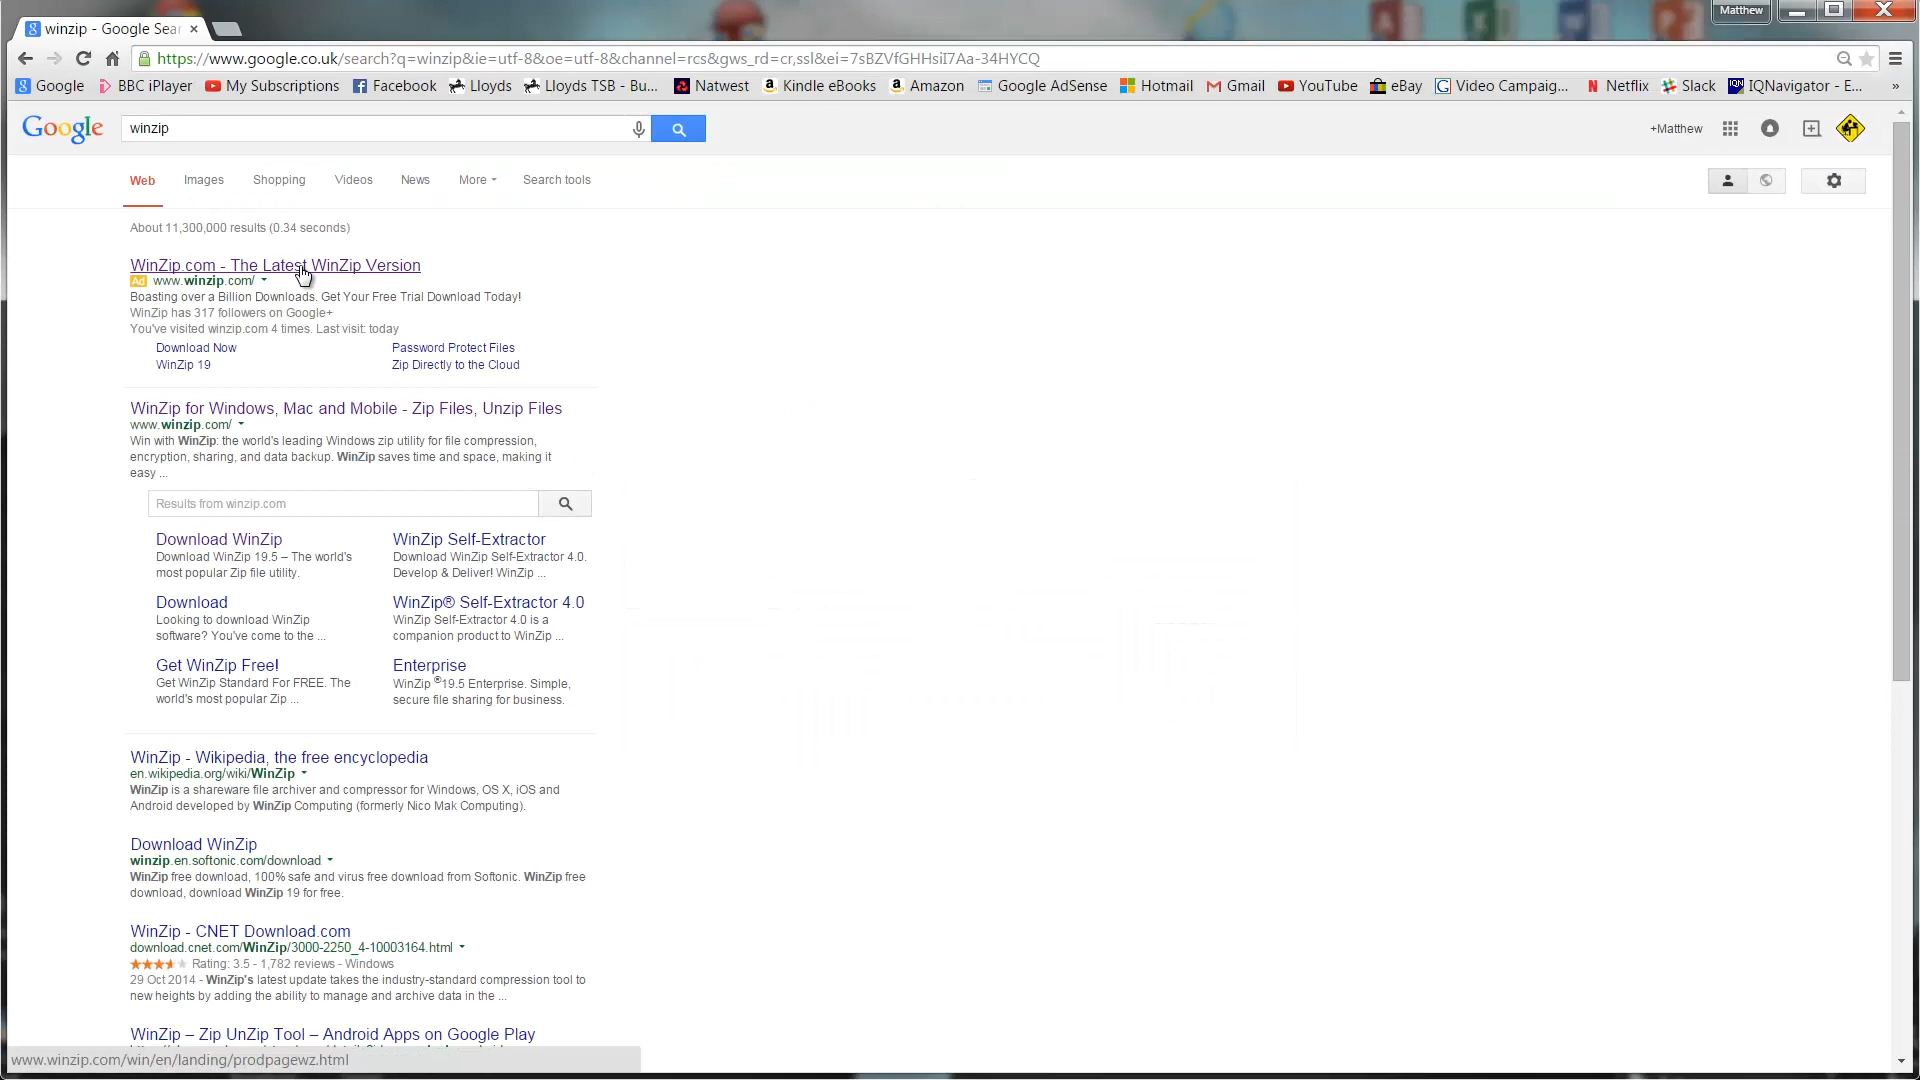 Matthew
winzip - Google Sear
https://www.google.co.uk/search?q=winzip&ie=utf-8&oe=utf-8&channel=rcs&gws_rd=cr,ssl&ei=7sBZVfGHHsiI7Aa-34HYCQ
Google BBC iPlayer My Subscriptions Facebook Lloyds Lloyds TSB - Bu... Natwest Kindle eBooks Amazon Google AdSense Hotmail Gmail YouTube eBay Video Campaig... Netflix Slack IQNavigator - E... »
Google winzip +Matthew
Web Images Shopping Videos News More Search tools
About 11,300,000 results (0.34 seconds)
WinZip.com - The Latest WinZip Version
Ad www.winzip.com/
Boasting over a Billion Downloads. Get Your Free Trial Download Today!
WinZip has 317 followers on Google+
You've visited winzip.com 4 times. Last visit: today
Download Now Password Protect Files
WinZip 19 Zip Directly to the Cloud
WinZip for Windows, Mac and Mobile - Zip Files, Unzip Files
www.winzip.com/
Win with WinZip: the world's leading Windows zip utility for file compression,
encryption, sharing, and data backup. WinZip saves time and space, making it
easy ...
Results from winzip.com
Download WinZip
Download WinZip 19.5 – The world's
most popular Zip file utility.
WinZip Self-Extractor
Download WinZip Self-Extractor 4.0.
Develop & Deliver! WinZip ...
Download
Looking to download WinZip
software? You've come to the ...
WinZip® Self-Extractor 4.0
WinZip Self-Extractor 4.0 is a
companion product to WinZip ...
Get WinZip Free!
Get WinZip Standard For FREE. The
world's most popular Zip ...
Enterprise
WinZip ®19.5 Enterprise. Simple,
secure file sharing for business.
WinZip - Wikipedia, the free encyclopedia
en.wikipedia.org/wiki/WinZip
WinZip is a shareware file archiver and compressor for Windows, OS X, iOS and
Android developed by WinZip Computing (formerly Nico Mak Computing).
Download WinZip
winzip.en.softonic.com/download
WinZip free download, 100% safe and virus free download from Softonic. WinZip free
download, download WinZip 19 for free.
WinZip - CNET Download.com
download.cnet.com/WinZip/3000-2250_4-10003164.html
Rating: 3.5 - 1,782 reviews - Windows
29 Oct 2014 - WinZip's latest update takes the industry-standard compression tool to
new heights by adding the ability to manage and archive data in the ...
WinZip – Zip UnZip Tool – Android Apps on Google Play
www.winzip.com/win/en/landing/prodpagewz.html